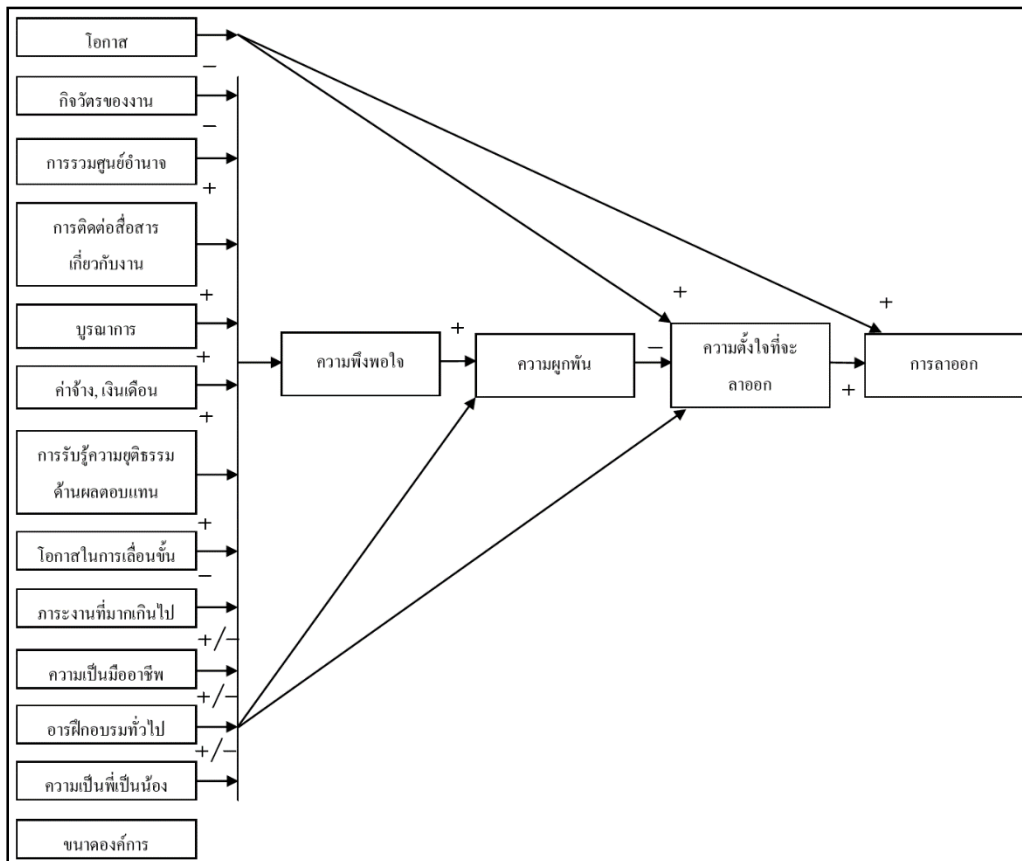 โอกาส
−
กิจวัตรของงาน
−
การรวมศูนย์อำนาจ
+
การติดต่อสื่อสาร
เกี่ยวกับงาน
+
บูรณาการ
+
ค่าจ้าง, เงินเดือน
+
การรับรู้ความยุติธรรม
ด้านผลตอบแทน
+
โอกาสในการเลื่อนขั้น
−
ภาระงานที่มากเกินไป
+/−
ความเป็นมืออาชีพ
+/−
อารฝึกอบรมทั่วไป
+/−
ความเป็นพี่เป็นน้อง
ขนาดองค์การ
ความพึงพอใจ
+
ความผูกพัน
−
+
ความตั้งใจที่จะ
ลาออก
+
+
การลาออก